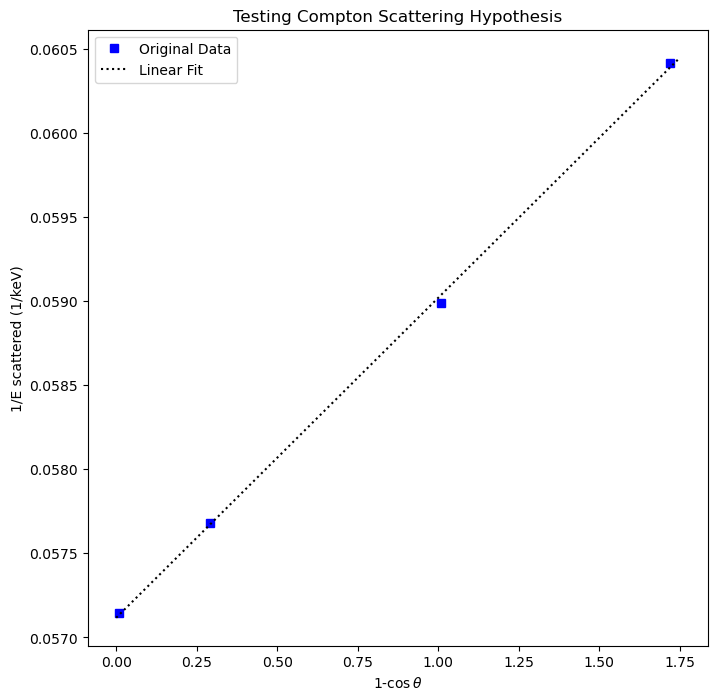 Testing Compton Scattering Hypothesis
Original Data
Linear Fit
0.0605
0.0600
0.0595
0.0590
0.0585
0.0580
0.0575
0.0570
1/E scattered (1/keV)
0.00 0.25 0.50 0.75 1.00 1.25 1.50 1.75
1-cos θ